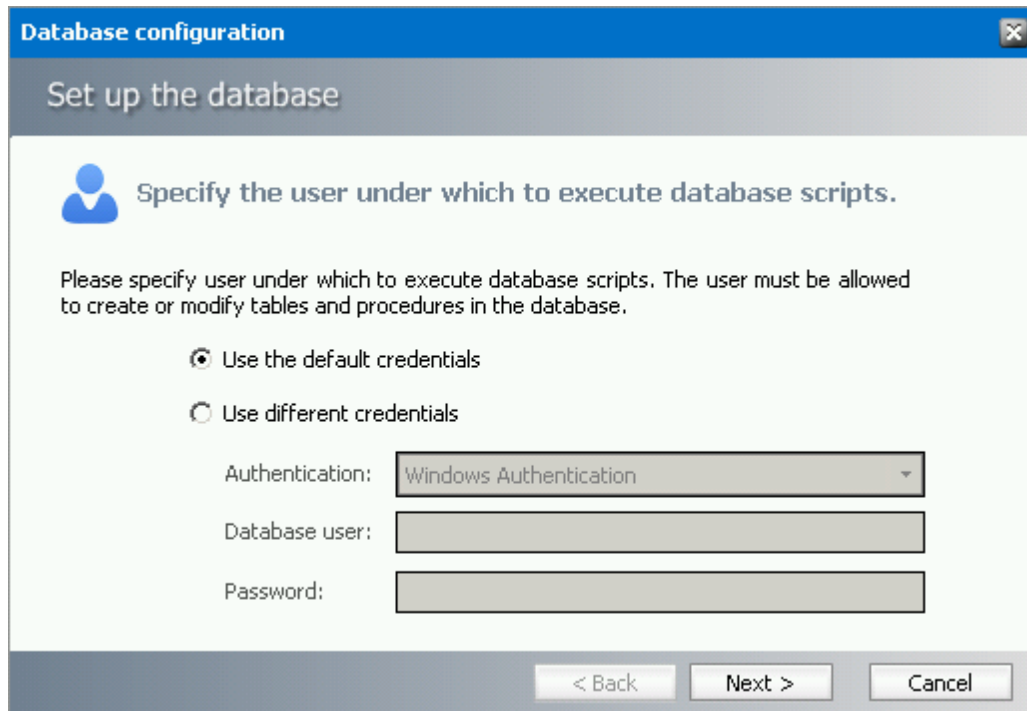 Database configuration
Set up the database
Specify the user under which to execute database scripts.
Please specify user under which to execute database scripts. The user must be allowed
to create or modify tables and procedures in the database.
Use the default credentials
Use different credentials
Authentication: Windows Authentication
Database user:
Password:
< Back Next > Cancel